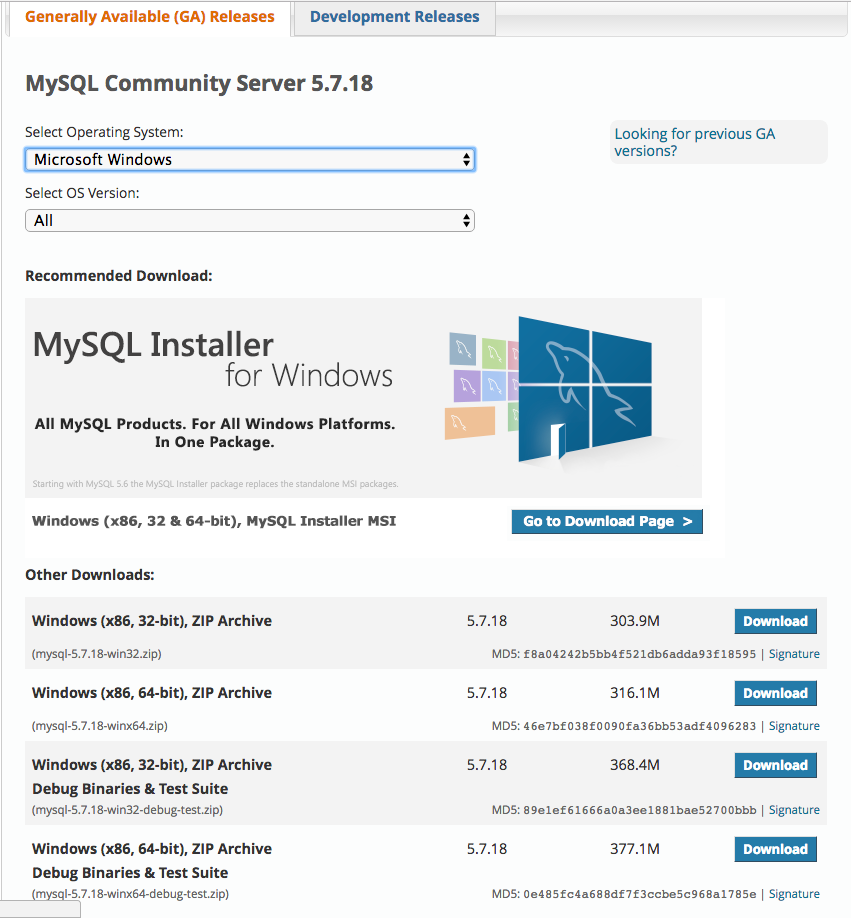 Generally Available (GA) Releases
Development Releases
MySQL Community Server 5.7.18
Select Operating System:
Looking for previous GA
versions?
Microsoft Windows
Select OS Version:
All
Recommended Download:
MySQL Installer
for Windows
All MySQL Products. For All Windows Platforms.
In One Package.
Starting with MySQL 5.6 the MySQL Installer package replaces the standalone MSI packages.
Windows (x86, 32 & 64-bit), MySQL Installer MSI
Go to Download Page >
Other Downloads:
Windows (x86, 32-bit), ZIP Archive 5.7.18 303.9M Download
(mysql-5.7.18-win32.zip) MD5: f8a04242b5bb4f521db6adda93f18595 | Signature
Windows (x86, 64-bit), ZIP Archive 5.7.18 316.1M Download
(mysql-5.7.18-winx64.zip) MD5: 46e7bf038f0090fa36bb53adf4096283 | Signature
Windows (x86, 32-bit), ZIP Archive 5.7.18 368.4M Download
Debug Binaries & Test Suite
(mysql-5.7.18-win32-debug-test.zip) MD5: 89e1ef61666a0a3ee1881bae52700bbb | Signature
Windows (x86, 64-bit), ZIP Archive 5.7.18 377.1M Download
Debug Binaries & Test Suite
(mysql-5.7.18-winx64-debug-test.zip) MD5: 0e485fc4a688df7f3ccbe5c968a1785e | Signature